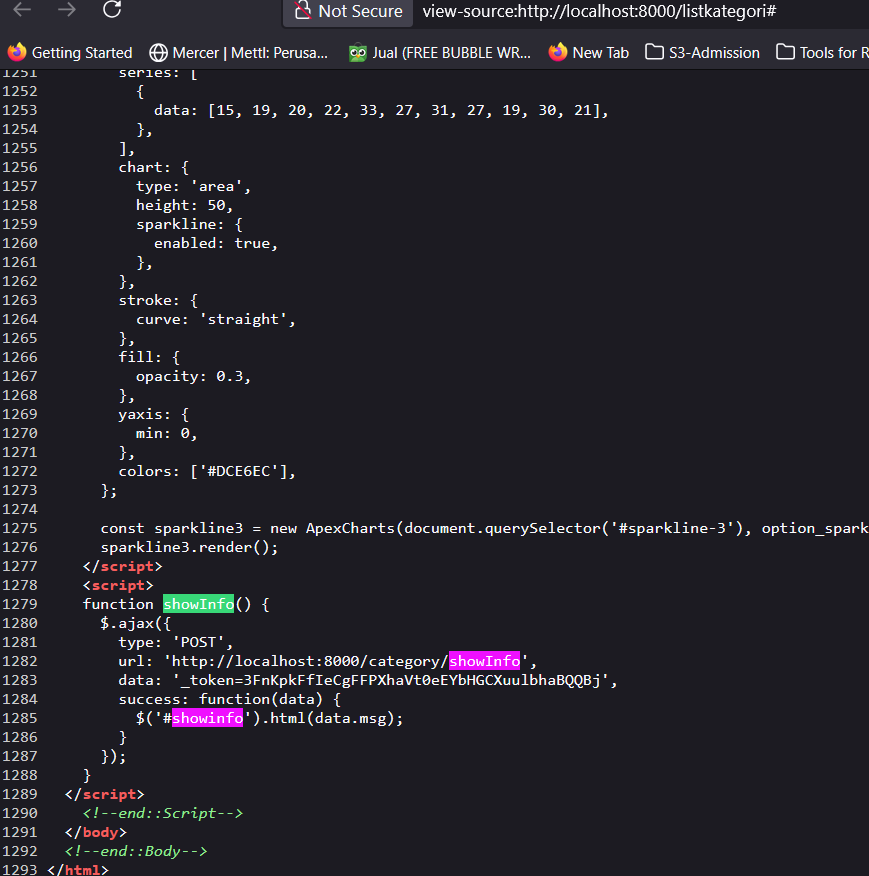 Not Secure view-source:http://localhost:8000/listkategori#
Getting Started Mercer | Mettl: Perusa... Jual (FREE BUBBLE WR... New Tab S3-Admission Tools for R
1251 series: [
1252 {
1253 data: [15, 19, 20, 22, 33, 27, 31, 27, 19, 30, 21],
1254 },
1255 ],
1256 chart: {
1257 type: 'area',
1258 height: 50,
1259 sparkline: {
1260 enabled: true,
1261 },
1262 },
1263 stroke: {
1264 curve: 'straight',
1265 },
1266 fill: {
1267 opacity: 0.3,
1268 },
1269 yaxis: {
1270 min: 0,
1271 },
1272 colors: ['#DCE6EC'],
1273 };
1274
1275 const sparkline3 = new ApexCharts(document.querySelector('#sparkline-3'), option_spark
1276 sparkline3.render();
1277 </script>
1278 <script>
1279 function showInfo() {
1280 $.ajax({
1281 type: 'POST',
1282 url: 'http://localhost:8000/category/showInfo',
1283 data: '_token=3FnKpkFfIeCgFFPXhaVt0eEYbHGCXuulbhaBQQBj',
1284 success: function(data) {
1285 $('#showinfo').html(data.msg);
1286 }
1287 });
1288 }
1289 </script>
1290 <!--end::Script-->
1291 </body>
1292 <!--end::Body-->
1293 </html>